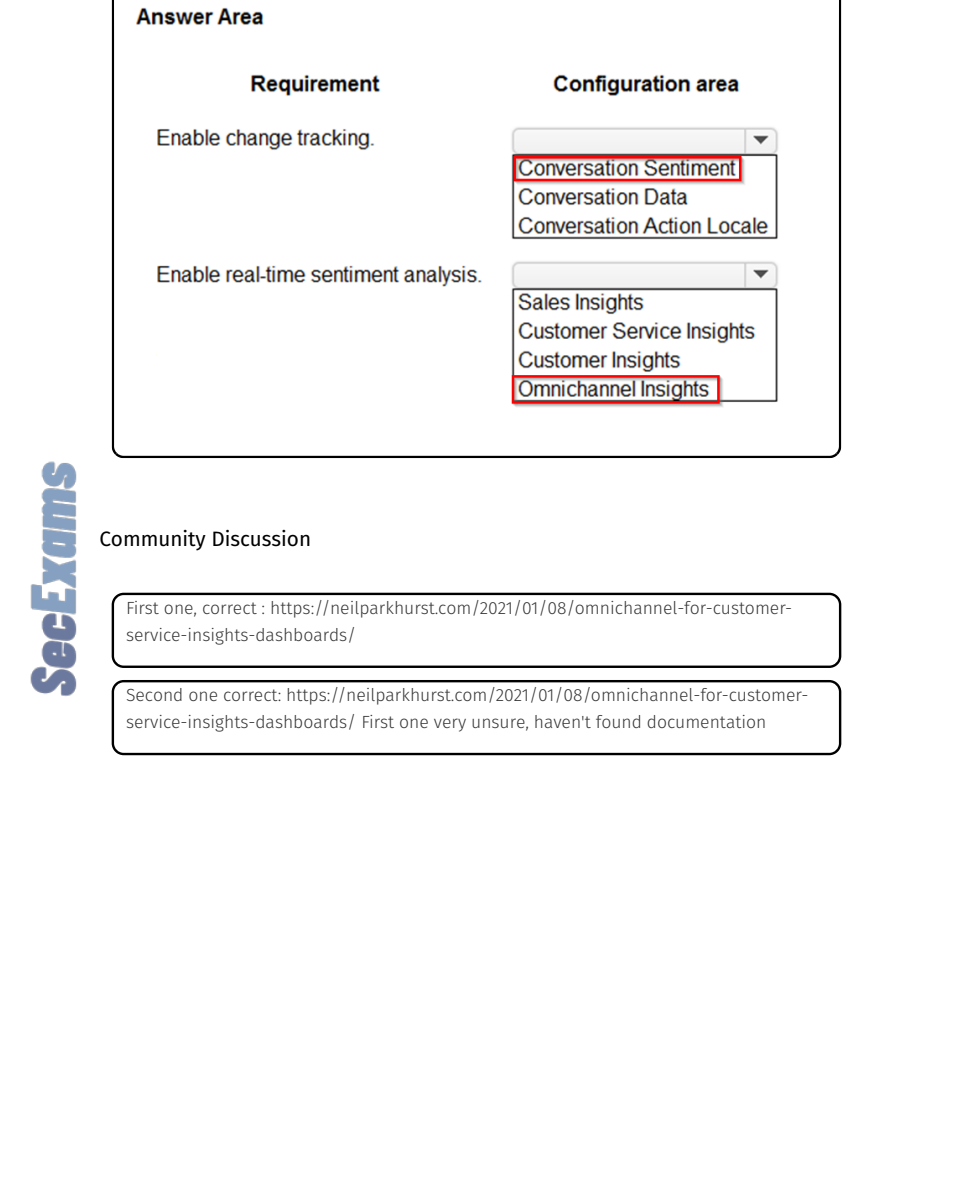 Answer Area
Requirement Configuration area
Enable change tracking.
Conversation Sentiment
Conversation Data
Conversation Action Locale
Enable real-time sentiment analysis.
Sales Insights
Customer Service Insights
Customer Insights
Omnichannel Insights
SecExams
Community Discussion
First one, correct : https://neilparkhurst.com/2021/01/08/omnichannel-for-customer-
service-insights-dashboards/
Second one correct: https://neilparkhurst.com/2021/01/08/omnichannel-for-customer-
service-insights-dashboards/ First one very unsure, haven't found documentation